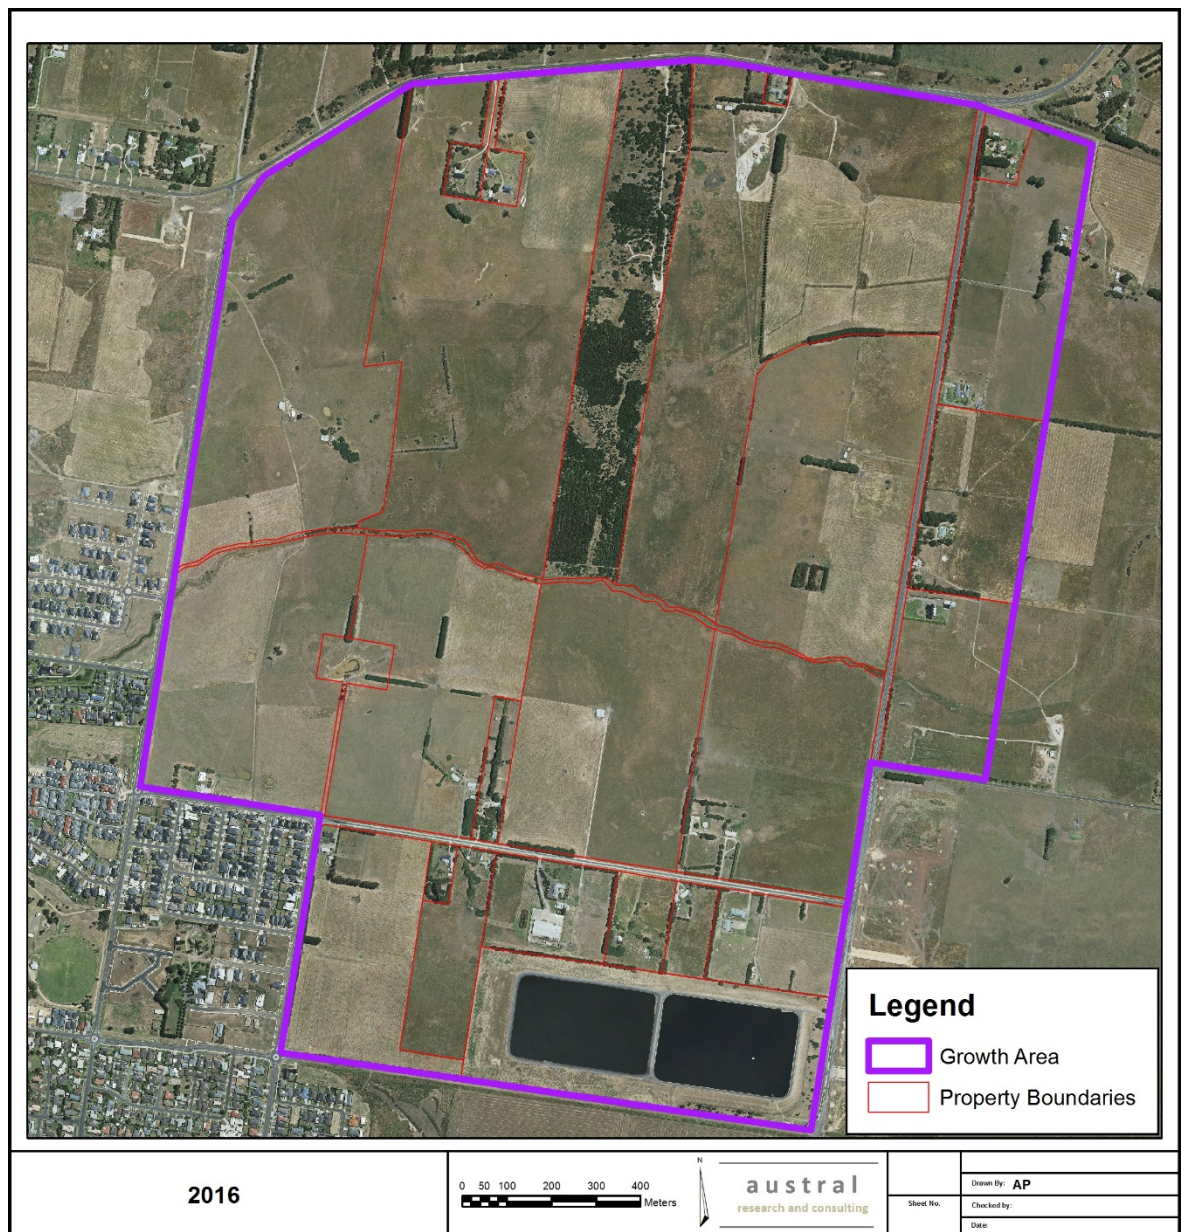 Legend
Growth Area
Property Boundaries
2016
0 50 100 200 300 400
Meters
N
austral
research and consulting
Sheet No.
Drawn By: AP
Checked by:
Date: